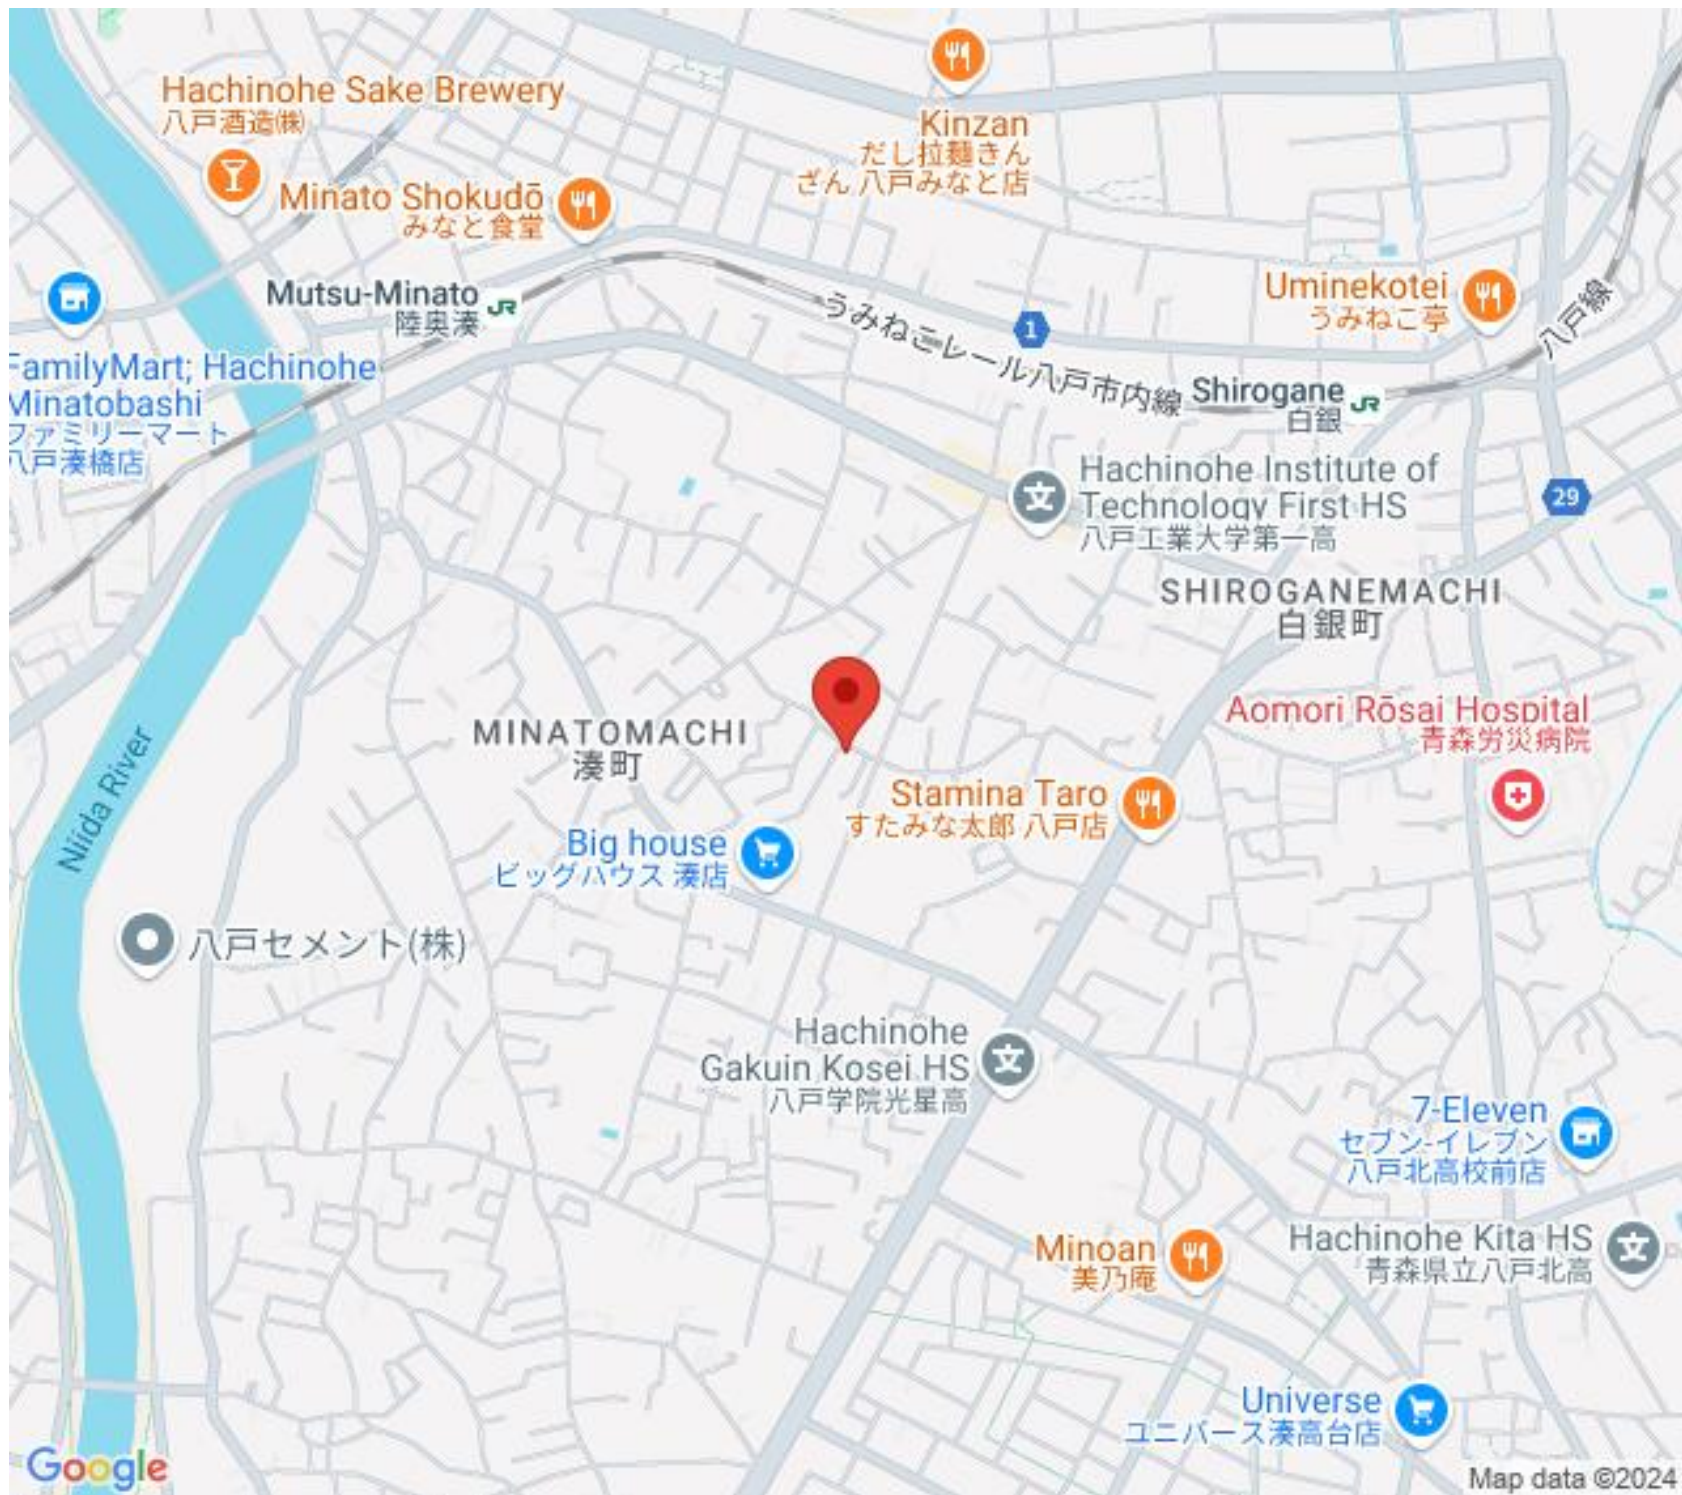 Hachinohe Sake Brewery
八戸酒造㈱
Kinzan
だし拉麺きん
ざん 八戸みなと店
Minato Shokudō
みなと食堂
Mutsu-Minato
陸奥湊
JR
Uminekotei
うみねこ亭
八戸線
うみねこレール八戸市内線
1
FamilyMart; Hachinohe
Minatobashi
ファミリーマート
八戸湊橋店
Shirogane
白銀
JR
Hachinohe Institute of
Technology First HS
八戸工業大学第一高
29
SHIROGANEMACHI
白銀町
MINATOMACHI
湊町
Aomori Rōsai Hospital
青森労災病院
Niida River
Stamina Taro
すたみな太郎 八戸店
Big house
ビッグハウス 湊店
八戸セメント(株)
Hachinohe
Gakuin Kosei HS
八戸学院光星高
7-Eleven
セブン-イレブン
八戸北高校前店
Minoan
美乃庵
Hachinohe Kita HS
青森県立八戸北高
Universe
ユニバース湊高台店
Google
Map data ©2024